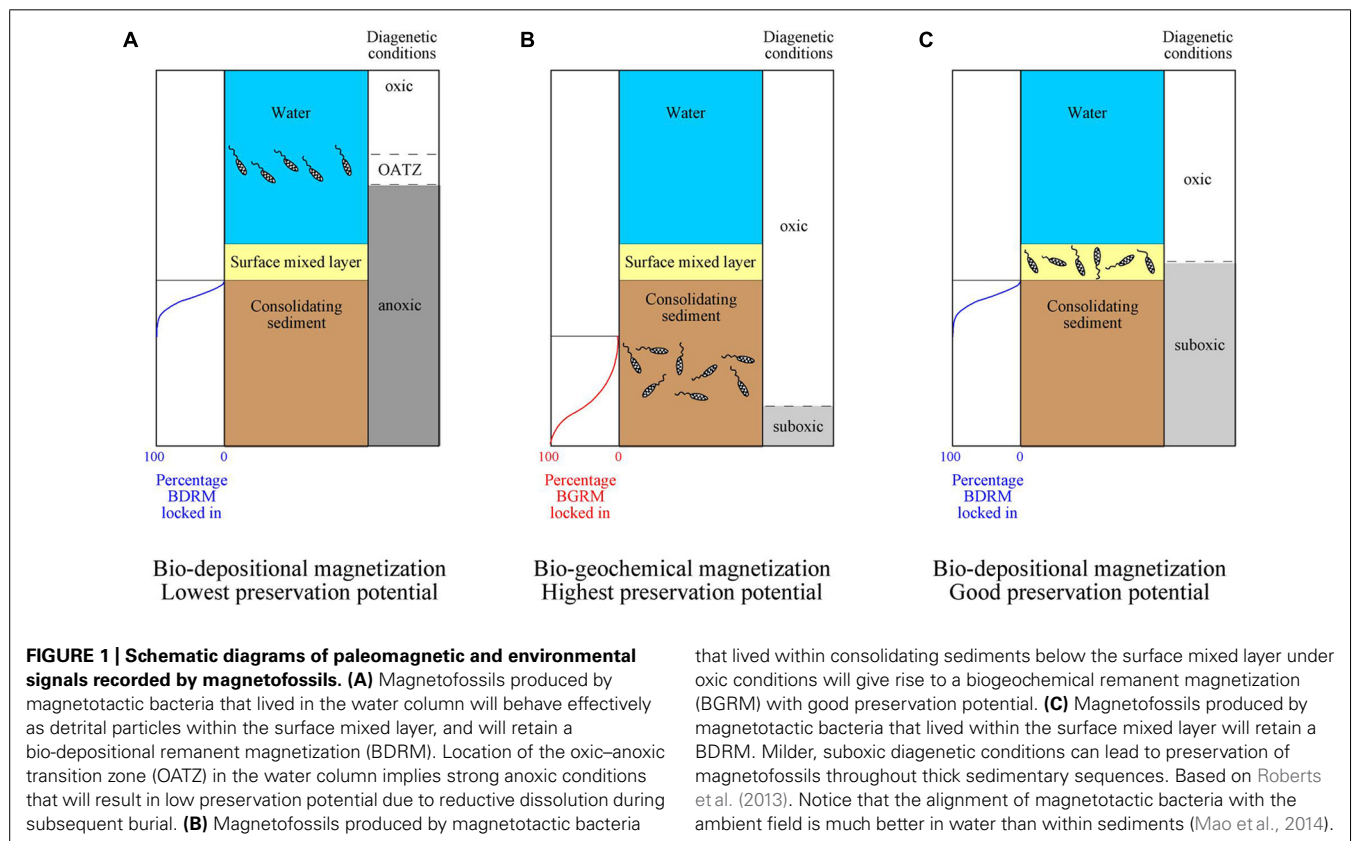 A
Diagenetic
conditions
oxic
Water
OATZ
Surface mixed layer
Consolidating
sediment
anoxic
100
0
Percentage
BDRM
locked in
Bio-depositional magnetization
Lowest preservation potential
B
Diagenetic
conditions
Water
oxic
Surface mixed layer
Consolidating
sediment
suboxic
100
0
Percentage
BGRM
locked in
Bio-geochemical magnetization
Highest preservation potential
C
Diagenetic
conditions
Water
oxic
Consolidating
sediment
suboxic
100
0
Percentage
BDRM
locked in
Bio-depositional magnetization
Good preservation potential
FIGURE 1 | Schematic diagrams of paleomagnetic and environmental
signals recorded by magnetofossils. (A) Magnetofossils produced by
magnetotactic bacteria that lived in the water column will behave effectively
as detrital particles within the surface mixed layer, and will retain a
bio-depositional remanent magnetization (BDRM). Location of the oxic–anoxic
transition zone (OATZ) in the water column implies strong anoxic conditions
that will result in low preservation potential due to reductive dissolution during
subsequent burial. (B) Magnetofossils produced by magnetotactic bacteria
that lived within consolidating sediments below the surface mixed layer under
oxic conditions will give rise to a biogeochemical remanent magnetization
(BGRM) with good preservation potential. (C) Magnetofossils produced by
magnetotactic bacteria that lived within the surface mixed layer will retain a
BDRM. Milder, suboxic diagenetic conditions can lead to preservation of
magnetofossils throughout thick sedimentary sequences. Based on Roberts
et al. (2013). Notice that the alignment of magnetotactic bacteria with the
ambient field is much better in water than within sediments (Mao et al., 2014).